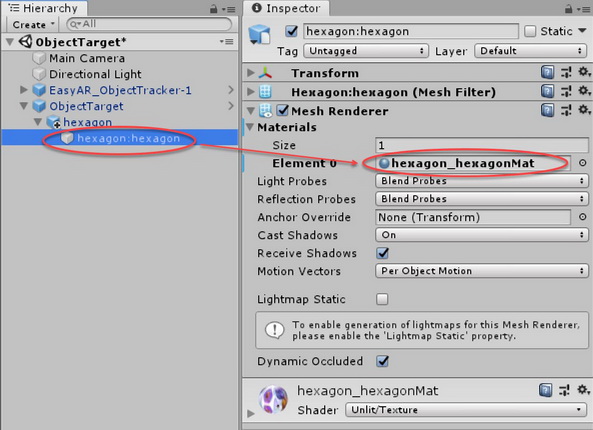 Hierarchy
Create
All
ObjectTarget*
Main Camera
Directional Light
EasyAR_ObjectTracker-1
ObjectTarget
hexagon
hexagon:hexagon
Inspector
hexagon:hexagon
Static
Tag Untagged Layer Default
Transform
Hexagon:hexagon (Mesh Filter)
Mesh Renderer
Materials
Size 1
Element 0 hexagon_hexagonMat
Light Probes Blend Probes
Reflection Probes Blend Probes
Anchor Override None (Transform)
Cast Shadows On
Receive Shadows
Motion Vectors Per Object Motion
Lightmap Static
To enable generation of lightmaps for this Mesh Renderer,
please enable the 'Lightmap Static' property.
Dynamic Occluded
hexagon_hexagonMat
Shader Unlit/Texture